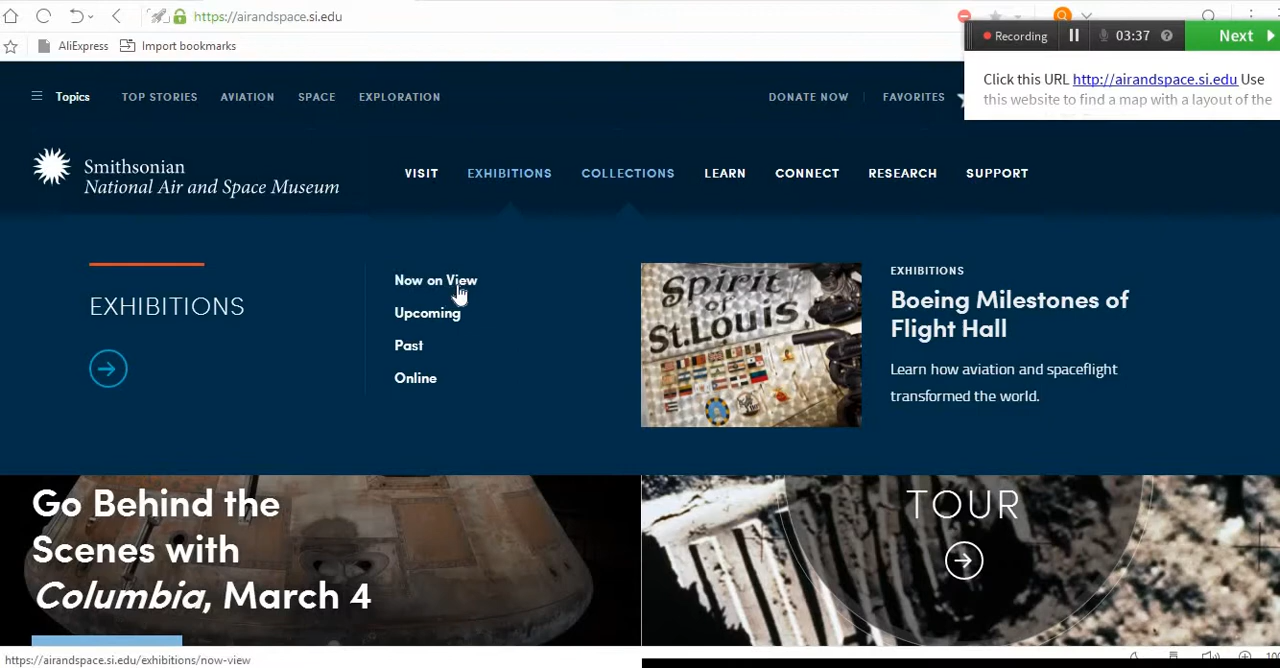 https://airandspace.si.edu
AliExpress Import bookmarks
Recording 03:37 Next
Click this URL http://airandspace.si.edu Use
this website to find a map with a layout of the
Topics TOP STORIES AVIATION SPACE EXPLORATION DONATE NOW FAVORITES
Smithsonian
National Air and Space Museum
VISIT EXHIBITIONS COLLECTIONS LEARN CONNECT RESEARCH SUPPORT
EXHIBITIONS
Now on View
Upcoming
Past
Online
Spirit
of
St. Louis
EXHIBITIONS
Boeing Milestones of
Flight Hall
Learn how aviation and spaceflight
transformed the world.
Go Behind the
Scenes with
Columbia, March 4
TOUR
https://airandspace.si.edu/exhibitions/now-view